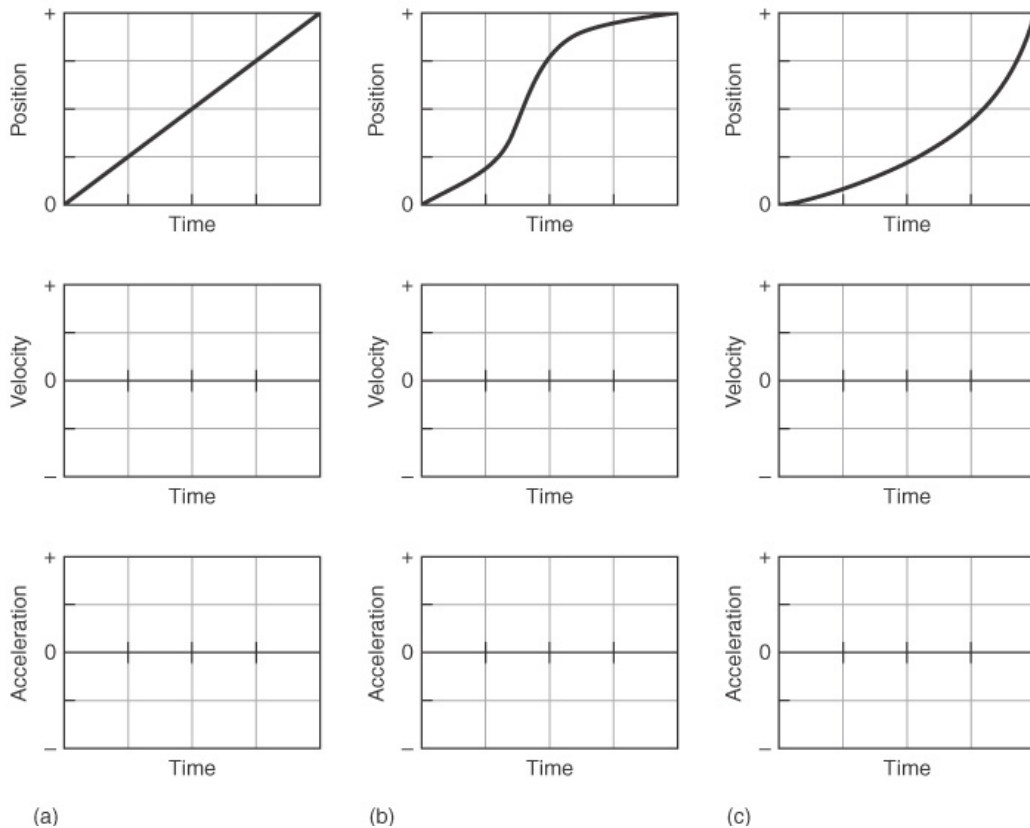 + + +
Position Position Position
0 0 0
Time Time Time
+ + +
Velocity Velocity Velocity
0 0 0
– – –
Time Time Time
+ + +
Acceleration Acceleration Acceleration
0 0 0
– – –
Time Time Time
(a) (b) (c)